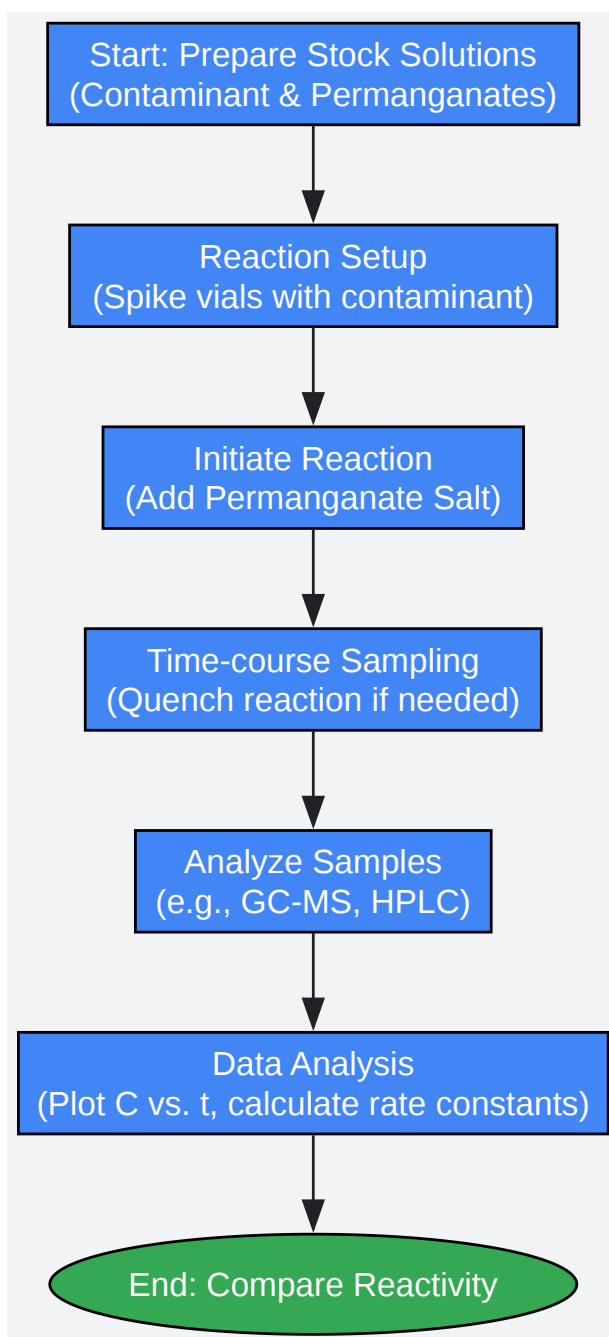 Start: Prepare Stock Solutions
(Contaminant & Permanganates)
Reaction Setup
(Spike vials with contaminant)
Initiate Reaction
(Add Permanganate Salt)
Time-course Sampling
(Quench reaction if needed)
Analyze Samples
(e.g., GC-MS, HPLC)
Data Analysis
(Plot C vs. t, calculate rate constants)
End: Compare Reactivity